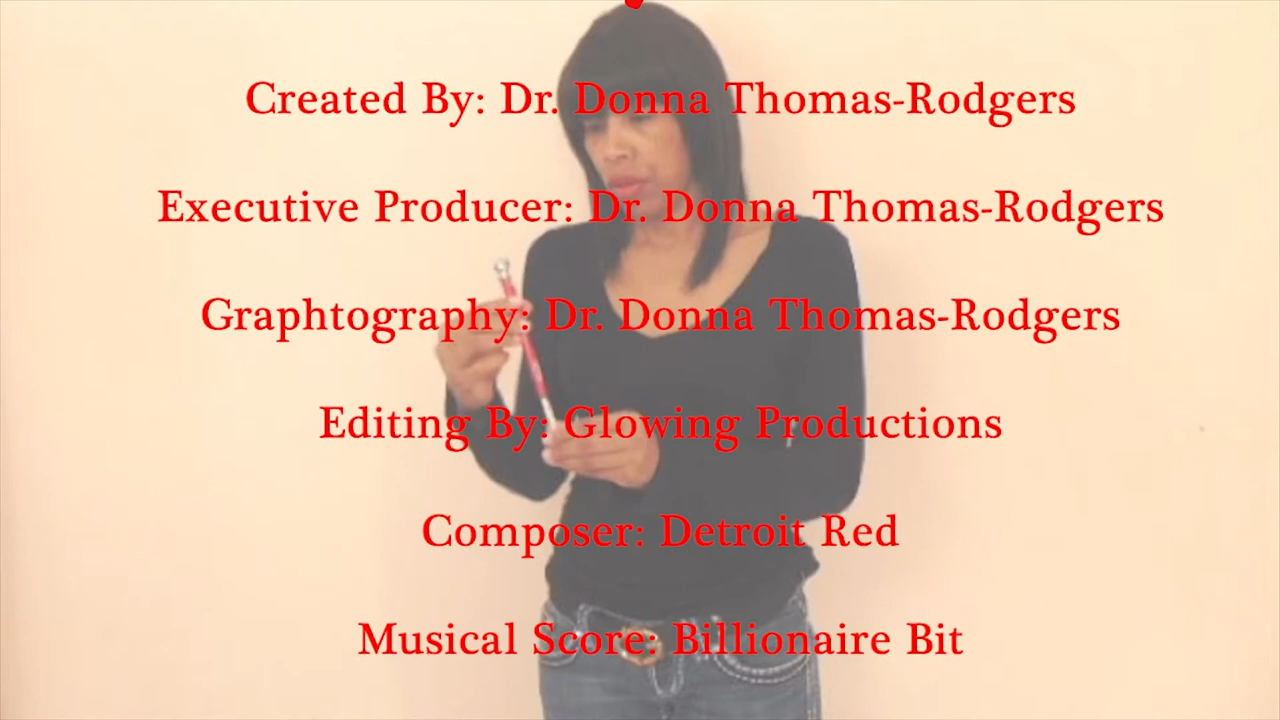 Created By: Dr. Donna Thomas-Rodgers
Executive Producer: Dr. Donna Thomas-Rodgers
Graphtography: Dr. Donna Thomas-Rodgers
Editing By: Glowing Productions
Composer: Detroit Red
Musical Score: Billionaire Bit